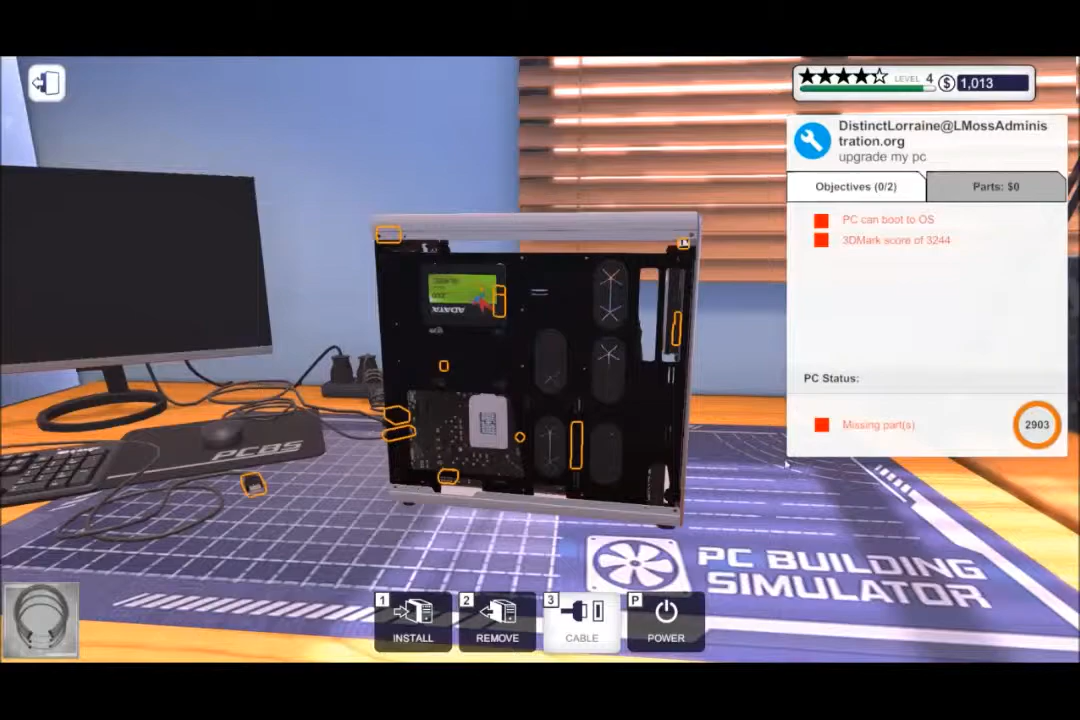 LEVEL 4
$ 1,013
DistinctLorraine@LMossAdminis
tration.org
upgrade my pc
Objectives (0/2)
Parts: $0
PC can boot to OS
3DMark score of 3244
PC Status:
Missing part(s)
2903
ADATA
PCBS
PC BUILDING
SIMULATOR
1
INSTALL
2
REMOVE
3
CABLE
P
POWER